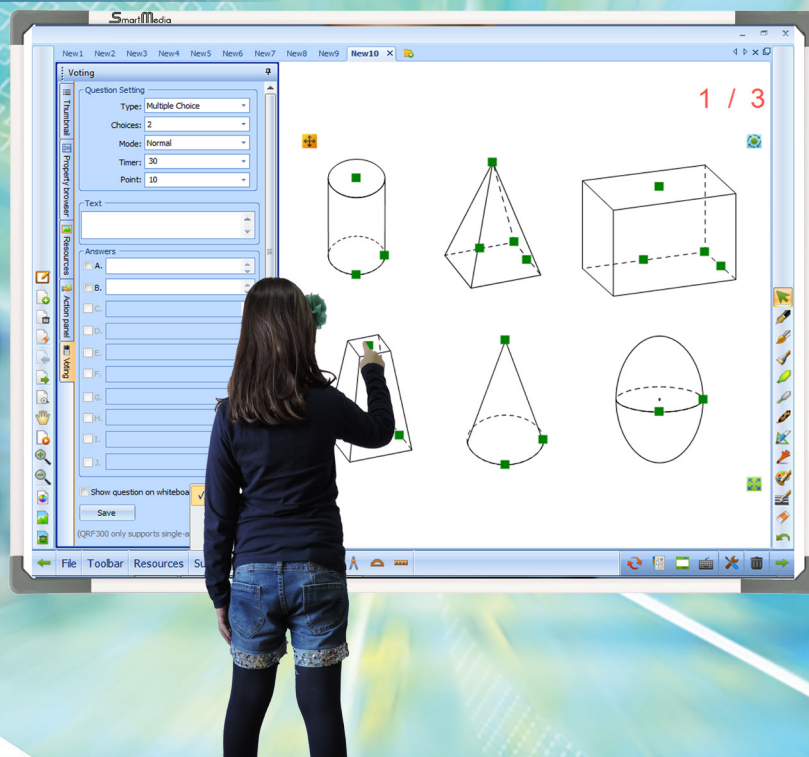 SmartMedia
New1 New2 New3 New4 New5 New6 New7 New8 New9 New10
Voting
1 / 3
Question Setting
Type: Multiple Choice
Choices: 2
Mode: Normal
Timer: 30
Point: 10
Text
Answers
A.
B.
C.
D.
E.
F.
G.
H.
I.
J.
Thumbnail
Property browser
Resources
Action panel
Voting
Show question on whiteboa
Save
(QRF300 only supports single-a
File Toolbar Resources Su